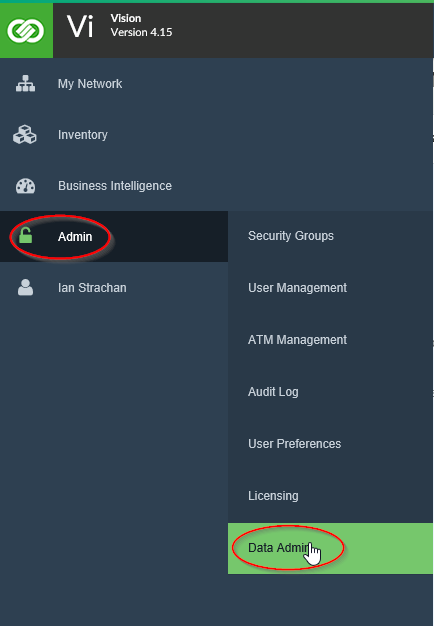 Vi
Vision
Version 4.15
My Network
Inventory
Business Intelligence
Admin
Ian Strachan
Security Groups
User Management
ATM Management
Audit Log
User Preferences
Licensing
Data Admin